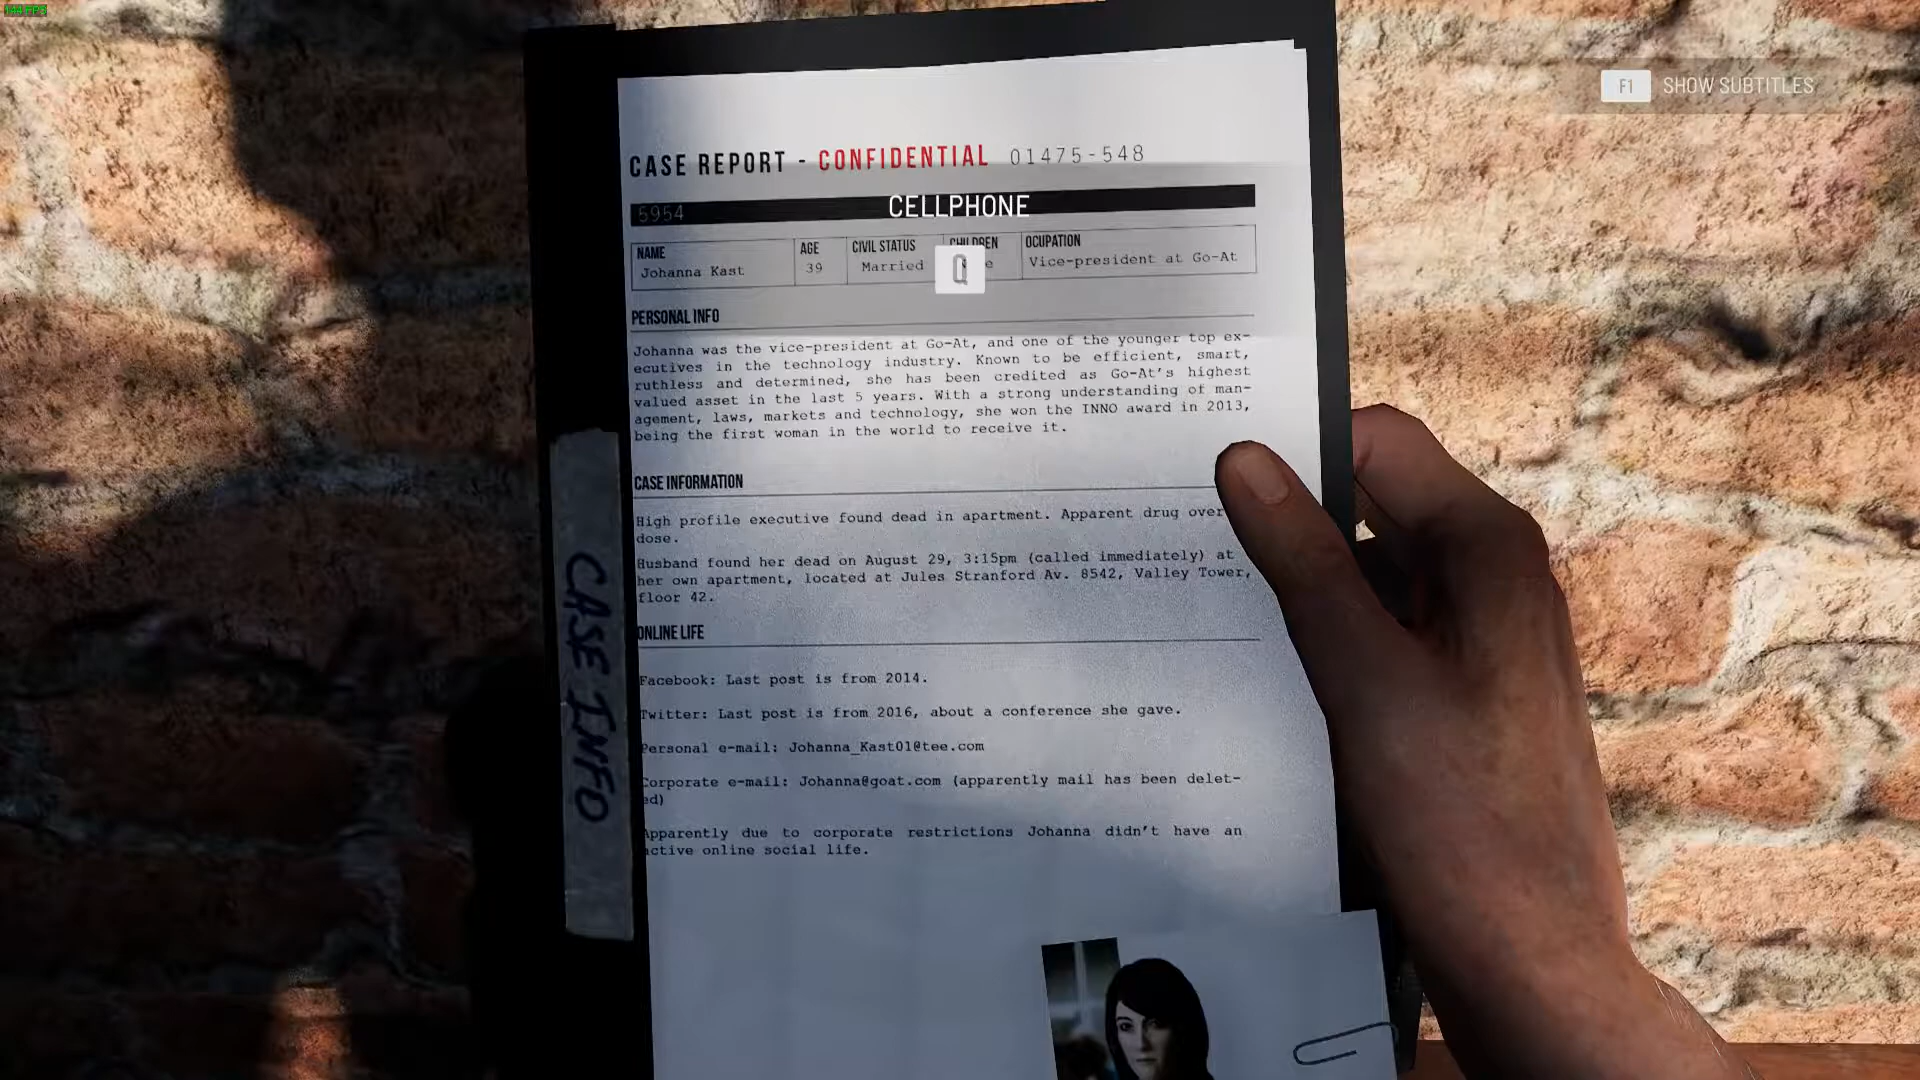 144 FPS
F1 SHOW SUBTITLES
CASE REPORT - CONFIDENTIAL 01475-548
5954
CELLPHONE
NAME AGE CIVIL STATUS CHILDREN OCUPATION
Johanna Kast 39 Married Vice-president at Go-At
Q
PERSONAL INFO
Johanna was the vice-president at Go-At, and one of the younger top ex-
ecutives in the technology industry. Known to be efficient, smart,
ruthless and determined, she has been credited as Go-At's highest
valued asset in the last 5 years. With a strong understanding of man-
agement, laws, markets and technology, she won the INNO award in 2013,
being the first woman in the world to receive it.
CASE INFORMATION
High profile executive found dead in apartment. Apparent drug over
dose.
Husband found her dead on August 29, 3:15pm (called immediately) at
her own apartment, located at Jules Stranford Av. 8542, Valley Tower,
floor 42.
CASE INFO
ONLINE LIFE
Facebook: Last post is from 2014.
Twitter: Last post is from 2016, about a conference she gave.
Personal e-mail: Johanna_Kast01@tee.com
Corporate e-mail: Johanna@goat.com (apparently mail has been delet-
ed)
Apparently due to corporate restrictions Johanna didn't have an
active online social life.